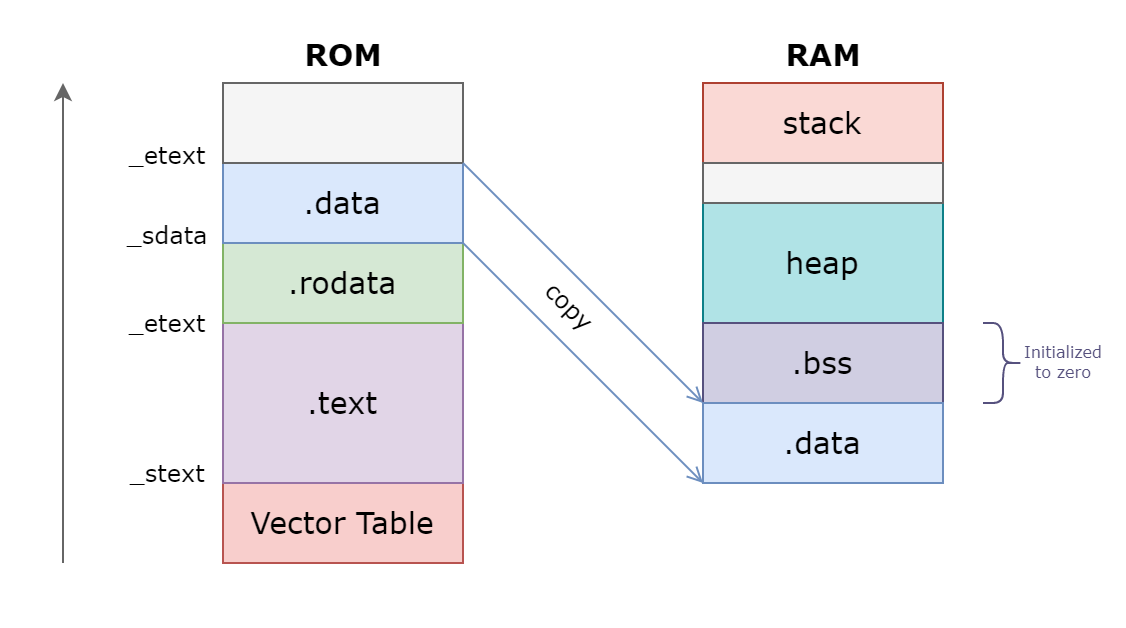 ROM
RAM
_etext
.data
_sdata
.rodata
_etext
.text
_stext
Vector Table
copy
stack
heap
.bss
.data
Initialized
to zero